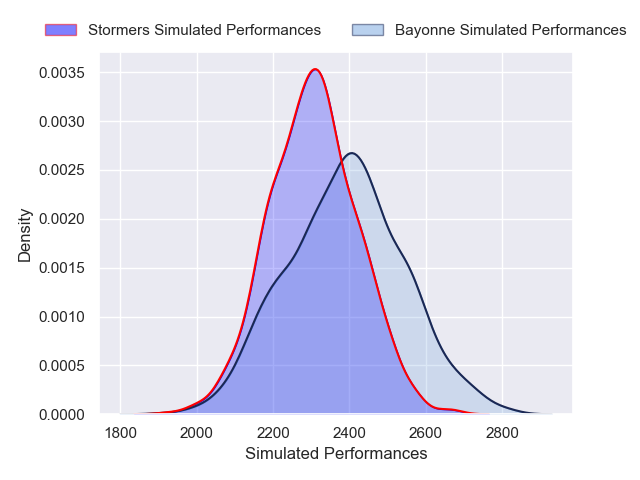 Stormers Simulated Performances Bayonne Simulated Performances
0.0035
0.0030
0.0025
0.0020
0.0015
0.0010
0.0005
0.0000
Density
1800 2000 2200 2400 2600 2800
Simulated Performances